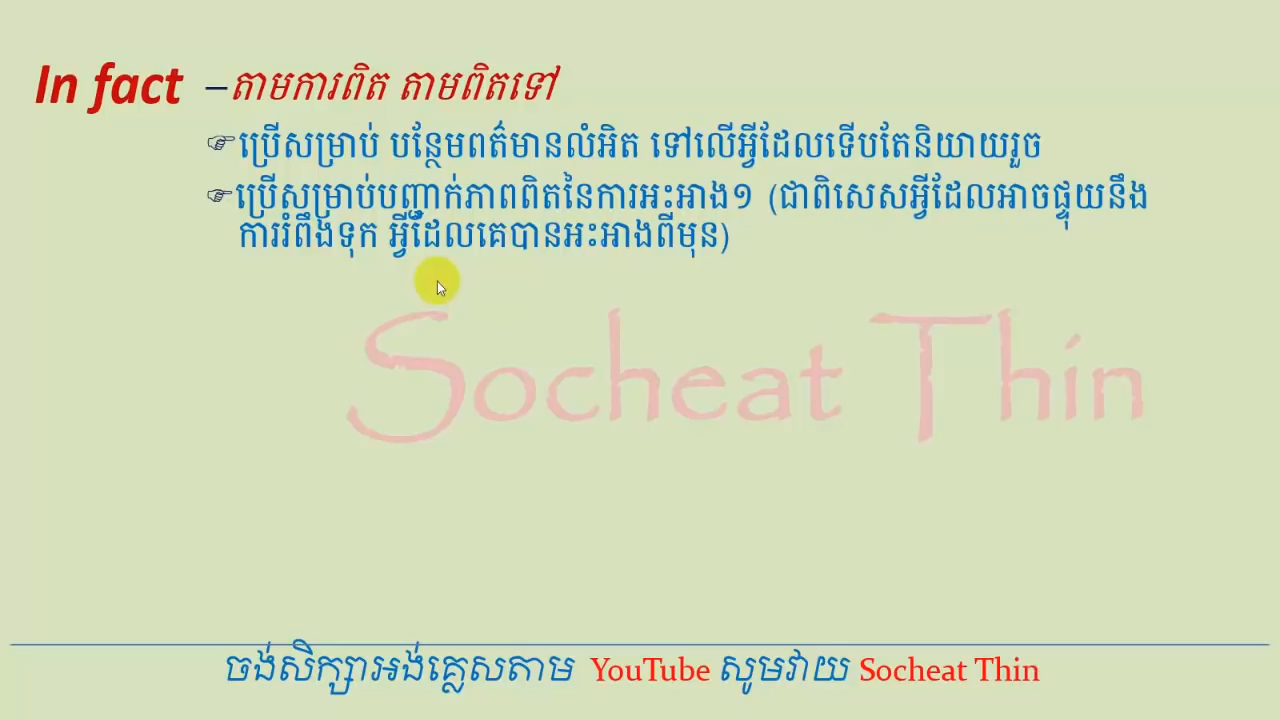 In fact –តាមការពិត តាមពិតទៅ
☞ប្រើសម្រាប់ បន្ថែមពត៌មានលំអិត ទៅលើអ្វីដែលទើបតែនិយាយរួច
☞ប្រើសម្រាប់បញ្ជាក់ភាពពិតនៃការអះអាង១ (ជាពិសេសអ្វីដែលអាចផ្ទុយនឹង
ការរំពឹងទុក អ្វីដែលគេបានអះអាងពីមុន)
Socheat Thin
ចង់សិក្សាអង់គ្លេសតាម YouTube សូមវាយ Socheat Thin